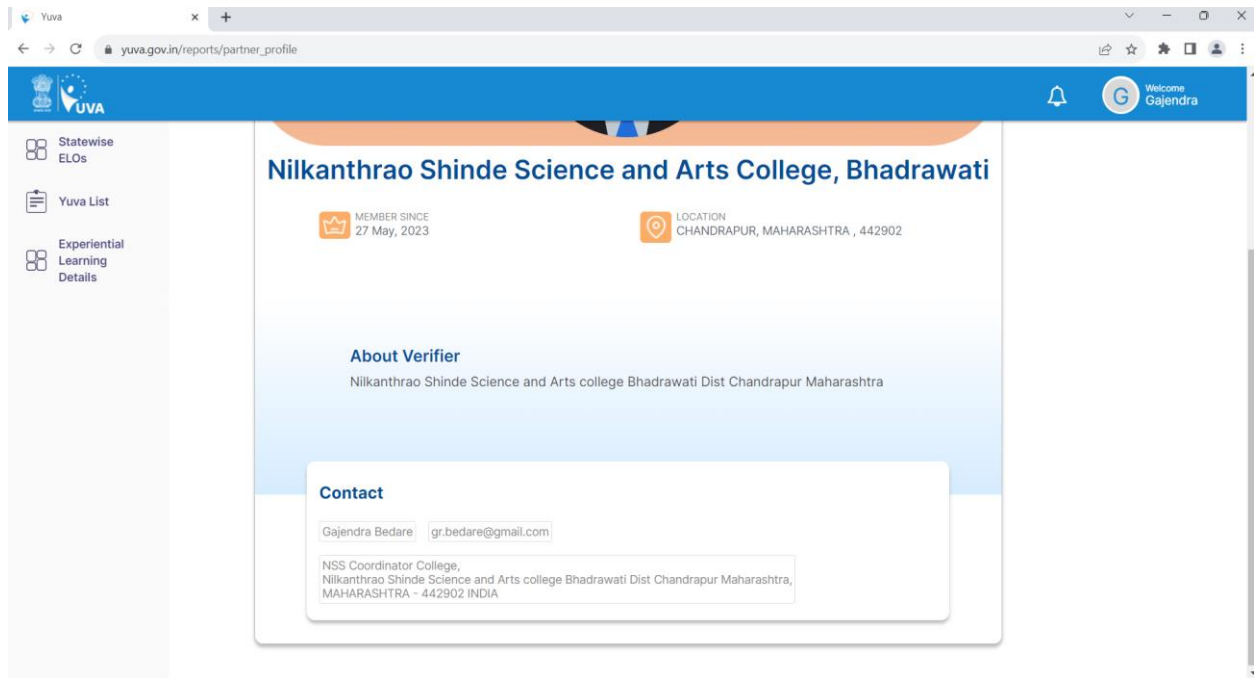 Yuva
yuva.gov.in/reports/partner_profile
YUVA
G
Welcome
Gajendra
Statewise
ELOs
Yuva List
Experiential
Learning
Details
Nilkanthrao Shinde Science and Arts College, Bhadrawati
MEMBER SINCE
27 May, 2023
LOCATION
CHANDRAPUR, MAHARASHTRA , 442902
About Verifier
Nilkanthrao Shinde Science and Arts college Bhadrawati Dist Chandrapur Maharashtra
Contact
Gajendra Bedare gr.bedare@gmail.com
NSS Coordinator College,
Nilkanthrao Shinde Science and Arts college Bhadrawati Dist Chandrapur Maharashtra,
MAHARASHTRA - 442902 INDIA